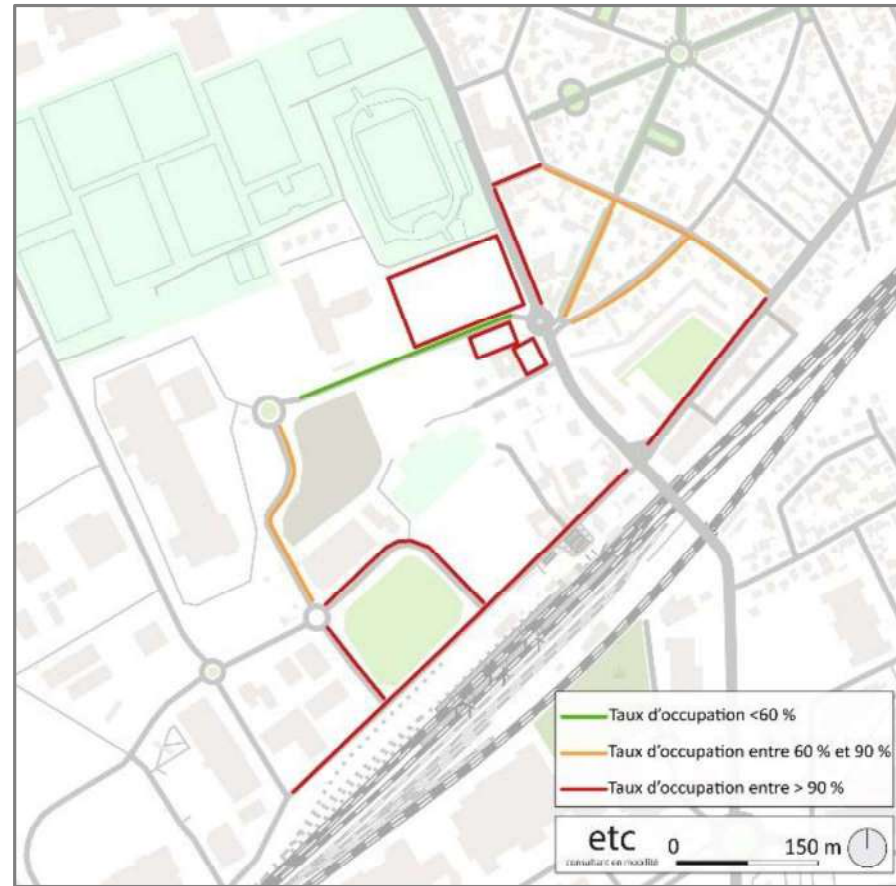 Taux d'occupation <60 %
Taux d'occupation entre 60 % et 90 %
Taux d'occupation entre > 90 %
etc
consultant en mobilité
0 150 m